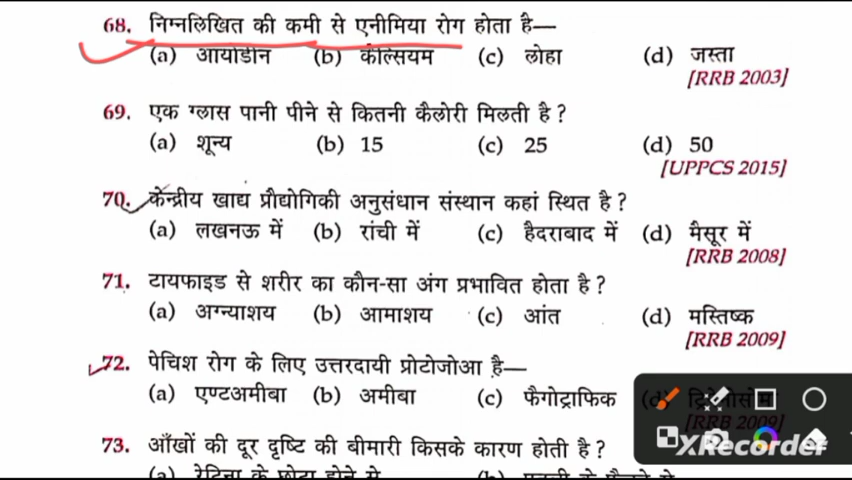 68. निम्नलिखित की कमी से एनीमिया रोग होता है—
(a) आयोडीन (b) कैल्सियम (c) लोहा (d) जस्ता
[RRB 2003]
69. एक ग्लास पानी पीने से कितनी कैलोरी मिलती है ?
(a) शून्य (b) 15 (c) 25 (d) 50
[UPPCS 2015]
70. केन्द्रीय खाद्य प्रौद्योगिकी अनुसंधान संस्थान कहां स्थित है ?
(a) लखनऊ में (b) रांची में (c) हैदराबाद में (d) मैसूर में
[RRB 2008]
71. टायफाइड से शरीर का कौन-सा अंग प्रभावित होता है ?
(a) अग्न्याशय (b) आमाशय (c) आंत (d) मस्तिष्क
[RRB 2009]
72. पेचिश रोग के लिए उत्तरदायी प्रोटोजोआ है—
(a) एण्टअमीबा (b) अमीबा (c) फैगोट्राफिक (d)
[RRB 2009]
XRecorder
73. आँखों की दूर दृष्टि की बीमारी किसके कारण होती है ?
(a) रेटिना के छोटा होने से (b)